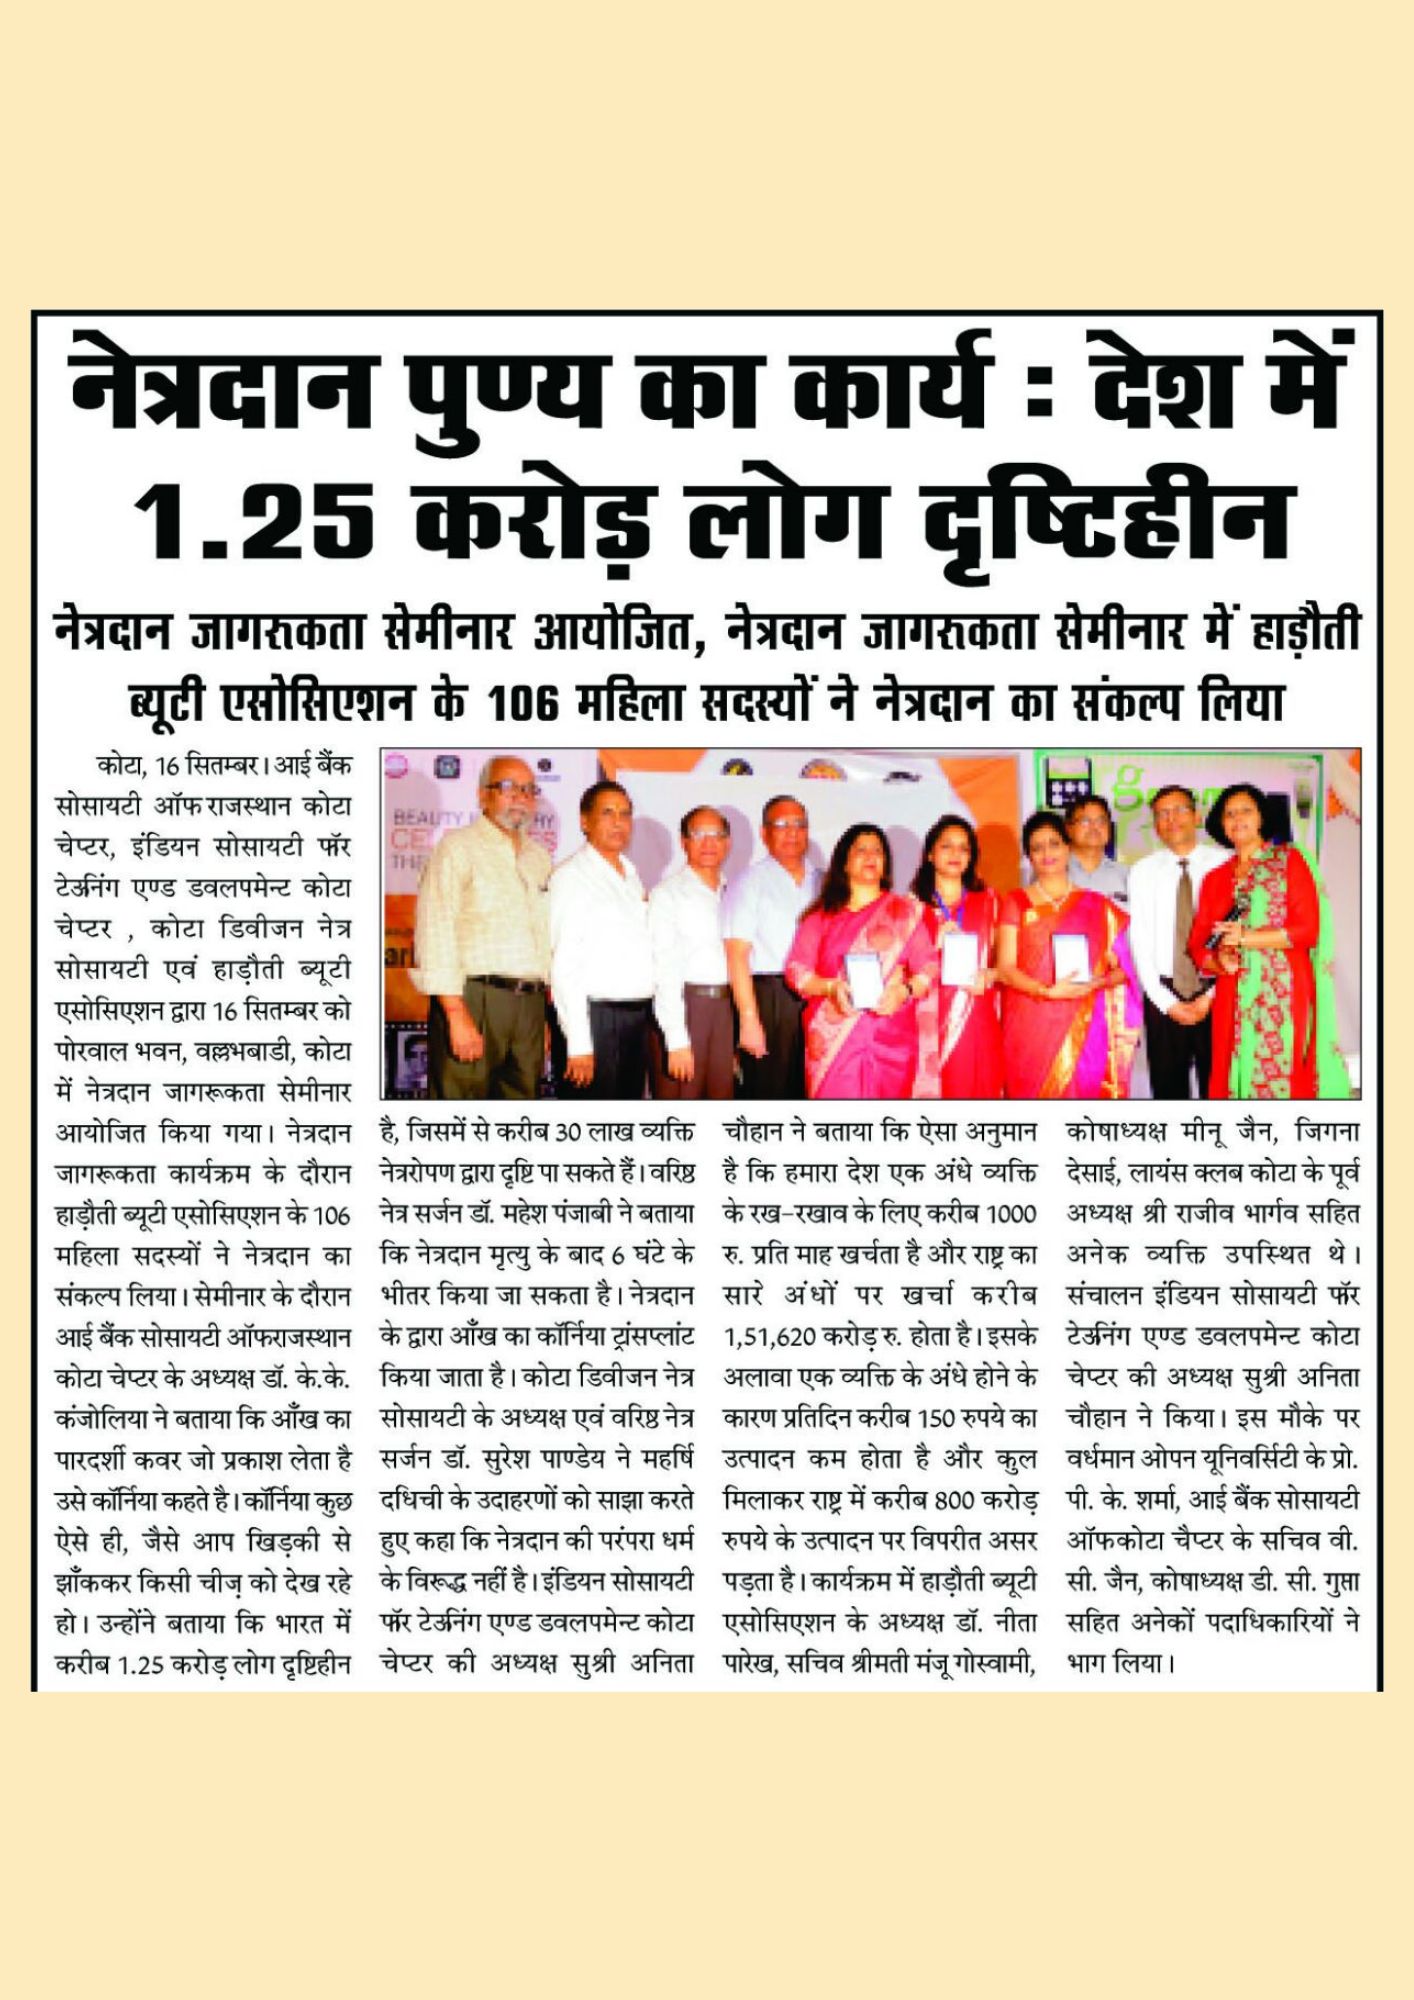 नेत्रदान पुण्य का कार्य : देश में
1.25 करोड़ लोग दृष्टिहीन
नेत्रदान जागरुकता सेमीनार आयोजित, नेत्रदान जागरुकता सेमीनार में हाड़ौती
ब्यूटी एसोसिएशन के 106 महिला सदस्यों ने नेत्रदान का संकल्प लिया
कोटा, 16 सितम्बर। आई बैंक
सोसायटी ऑफ राजस्थान कोटा
चेप्टर, इंडियन सोसायटी फॅार
टेऊनिंग एण्ड डवलपमेन्ट कोटा
चेप्टर , कोटा डिवीजन नेत्र
सोसायटी एवं हाड़ौती ब्यूटी
एसोसिएशन द्वारा 16 सितम्बर को
पोरवाल भवन, वल्लभबाडी, कोटा
में नेत्रदान जागरूकता सेमीनार
आयोजित किया गया। नेत्रदान
जागरूकता कार्यक्रम के दौरान
हाड़ौती ब्यूटी एसोसिएशन के 106
महिला सदस्यों ने नेत्रदान का
संकल्प लिया। सेमीनार के दौरान
आई बैंक सोसायटी ऑफराजस्थान
कोटा चेप्टर के अध्यक्ष डॉ. के.के.
कंजोलिया ने बताया कि आँख का
पारदर्शी कवर जो प्रकाश लेता है
उसे कॉर्निया कहते है। कॉर्निया कुछ
ऐसे ही, जैसे आप खिड़की से
झाँककर किसी चीज़ को देख रहे
हो। उन्होंने बताया कि भारत में
करीब 1.25 करोड़ लोग दृष्टिहीन
BEAUTY
है, जिसमें से करीब 30 लाख व्यक्ति
नेत्ररोपण द्वारा दृष्टि पा सकते हैं। वरिष्ठ
नेत्र सर्जन डॉ. महेश पंजाबी ने बताया
कि नेत्रदान मृत्यु के बाद 6 घंटे के
भीतर किया जा सकता है। नेत्रदान
के द्वारा आँख का कॉर्निया ट्रांसप्लांट
किया जाता है। कोटा डिवीजन नेत्र
सोसायटी के अध्यक्ष एवं वरिष्ठ नेत्र
सर्जन डॉ. सुरेश पाण्डेय ने महर्षि
दधिची के उदाहरणों को साझा करते
हुए कहा कि नेत्रदान की परंपरा धर्म
के विरूद्ध नहीं है। इंडियन सोसायटी
फॅार टेऊनिंग एण्ड डवलपमेन्ट कोटा
चेप्टर की अध्यक्ष सुश्री अनिता
चौहान ने बताया कि ऐसा अनुमान
है कि हमारा देश एक अंधे व्यक्ति
के रख-रखाव के लिए करीब 1000
रु. प्रति माह खर्चता है और राष्ट्र का
सारे अंधों पर खर्चा करीब
1,51,620 करोड़ रु. होता है। इसके
अलावा एक व्यक्ति के अंधे होने के
कारण प्रतिदिन करीब 150 रुपये का
उत्पादन कम होता है और कुल
मिलाकर राष्ट्र में करीब 800 करोड़
रुपये के उत्पादन पर विपरीत असर
पड़ता है। कार्यक्रम में हाड़ौती ब्यूटी
एसोसिएशन के अध्यक्ष डॉ. नीता
पारेख, सचिव श्रीमती मंजू गोस्वामी,
कोषाध्यक्ष मीनू जैन, जिगना
देसाई, लायंस क्लब कोटा के पूर्व
अध्यक्ष श्री राजीव भार्गव सहित
अनेक व्यक्ति उपस्थित थे।
संचालन इंडियन सोसायटी फॅार
टेऊनिंग एण्ड डवलपमेन्ट कोटा
चेप्टर की अध्यक्ष सुश्री अनिता
चौहान ने किया। इस मौके पर
वर्धमान ओपन यूनिवर्सिटी के प्रो.
पी. के. शर्मा, आई बैंक सोसायटी
ऑफकोटा चैप्टर के सचिव वी.
सी. जैन, कोषाध्यक्ष डी. सी. गुप्ता
सहित अनेकों पदाधिकारियों ने
भाग लिया।